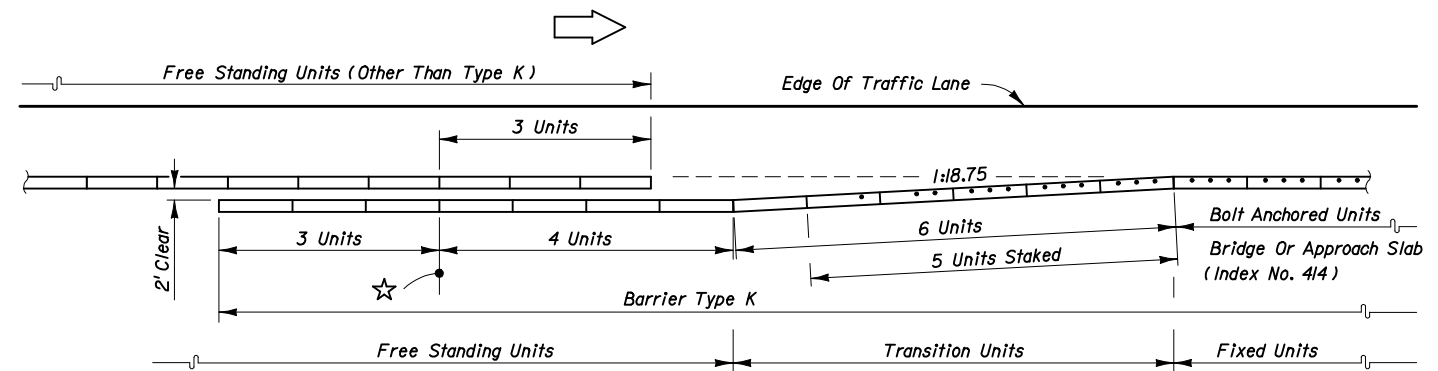 Free Standing Units (Other Than Type K)
Edge Of Traffic Lane
3 Units
1:18.75
2' Clear
3 Units
4 Units
6 Units
Bolt Anchored Units
5 Units Staked
Bridge Or Approach Slab
(Index No. 414)
Barrier Type K
Free Standing Units
Transition Units
Fixed Units